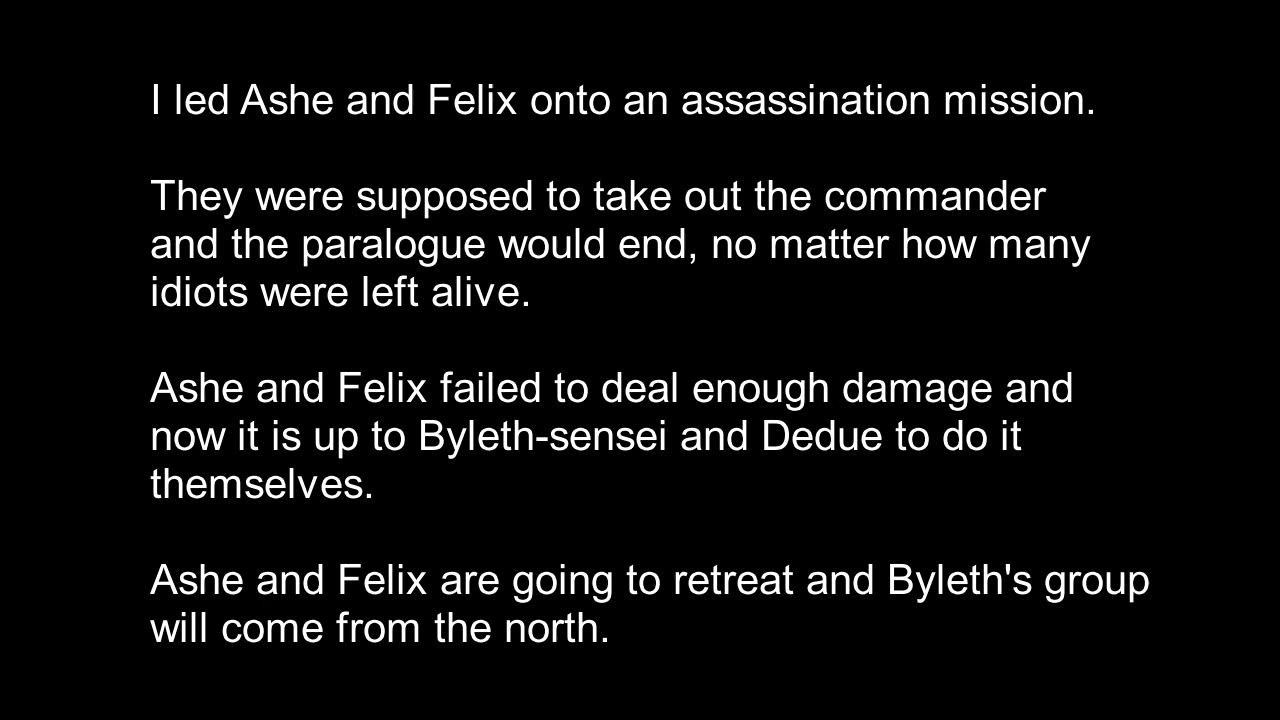 I led Ashe and Felix onto an assassination mission.
They were supposed to take out the commander
and the paralogue would end, no matter how many
idiots were left alive.
Ashe and Felix failed to deal enough damage and
now it is up to Byleth-sensei and Dedue to do it
themselves.
Ashe and Felix are going to retreat and Byleth's group
will come from the north.